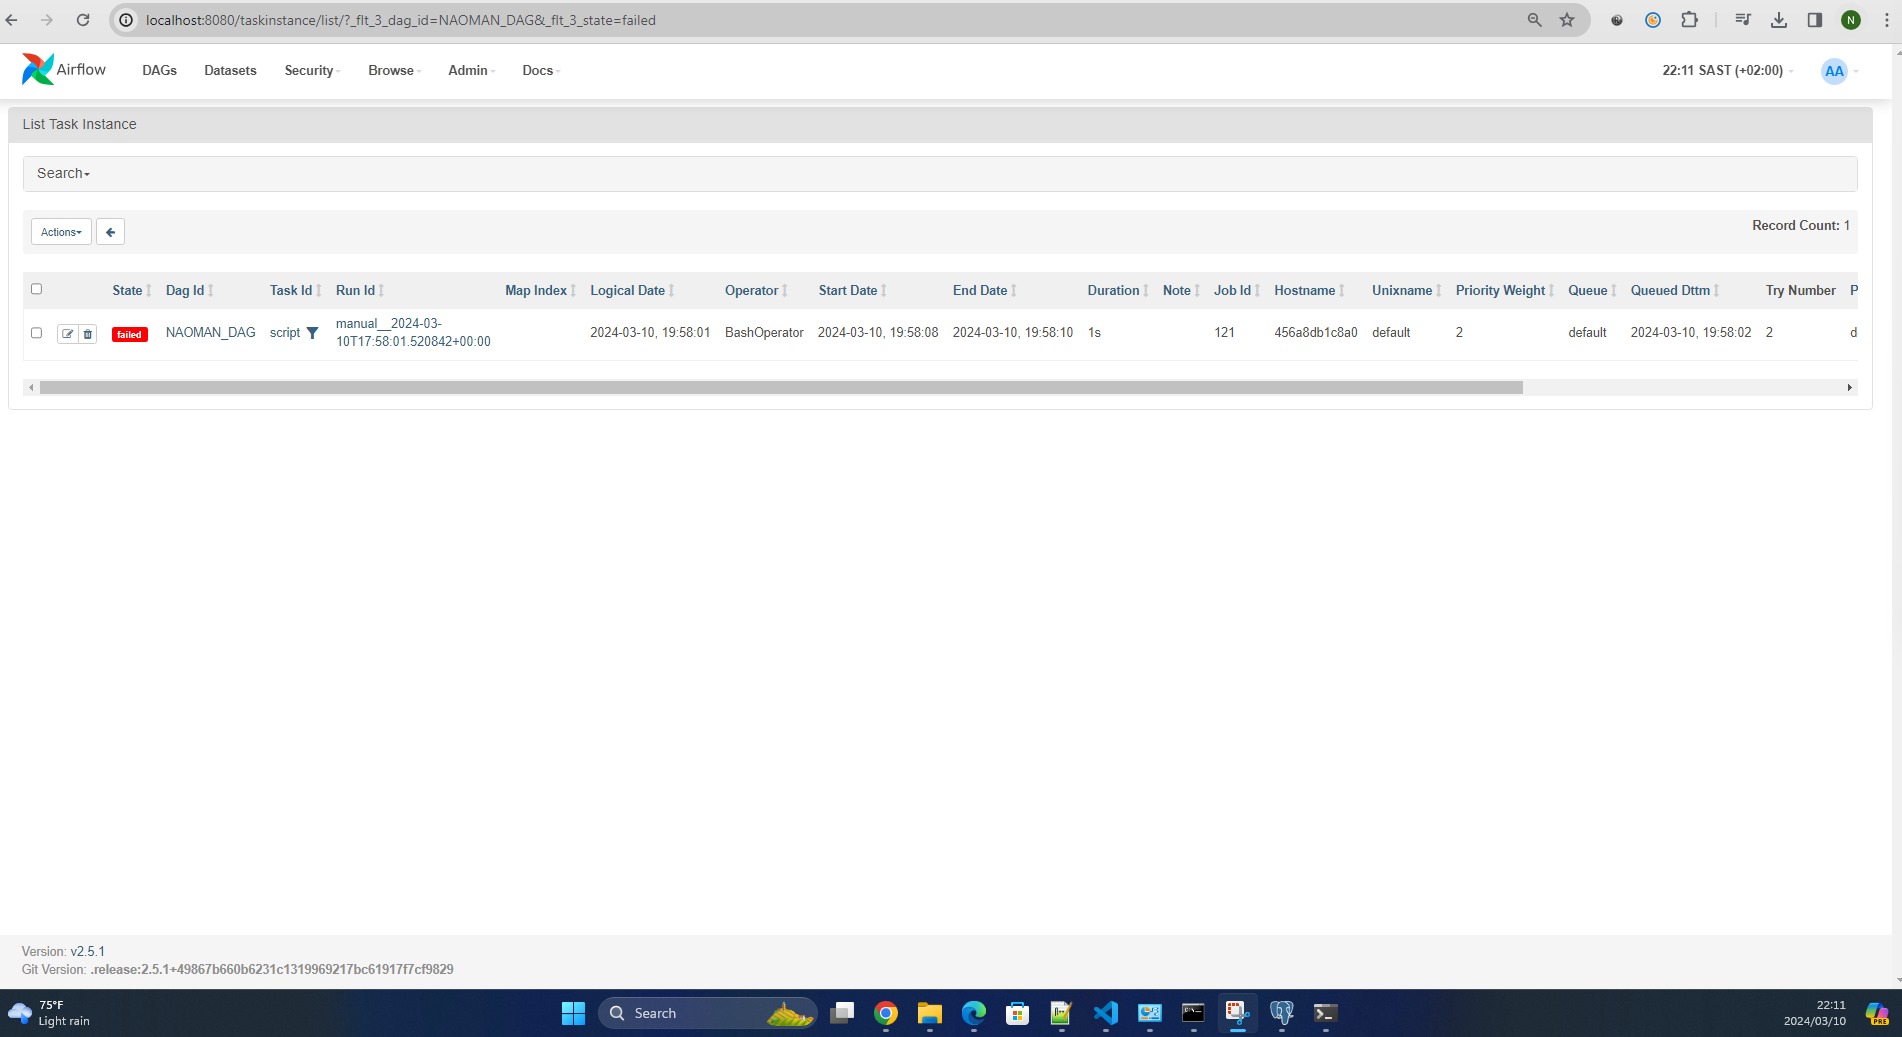 localhost:8080/taskinstance/list/?_flt_3_dag_id=NAOMAN_DAG&_flt_3_state=failed
N
Airflow DAGs Datasets Security Browse Admin Docs 22:11 SAST (+02:00) AA
List Task Instance
Search
Actions
Record Count: 1
State Dag Id Task Id Run Id Map Index Logical Date Operator Start Date End Date Duration Note Job Id Hostname Unixname Priority Weight Queue Queued Dttm Try Number P
failed NAOMAN_DAG script manual__2024-03-10T17:58:01.520842+00:00 2024-03-10, 19:58:01 BashOperator 2024-03-10, 19:58:08 2024-03-10, 19:58:10 1s 121 456a8db1c8a0 default 2 default 2024-03-10, 19:58:02 2 d
Version: v2.5.1
Git Version: .release:2.5.1+49867b660b6231c1319969217bc61917f7cf9829
75°F
Light rain
Search
22:11
2024/03/10
PRE